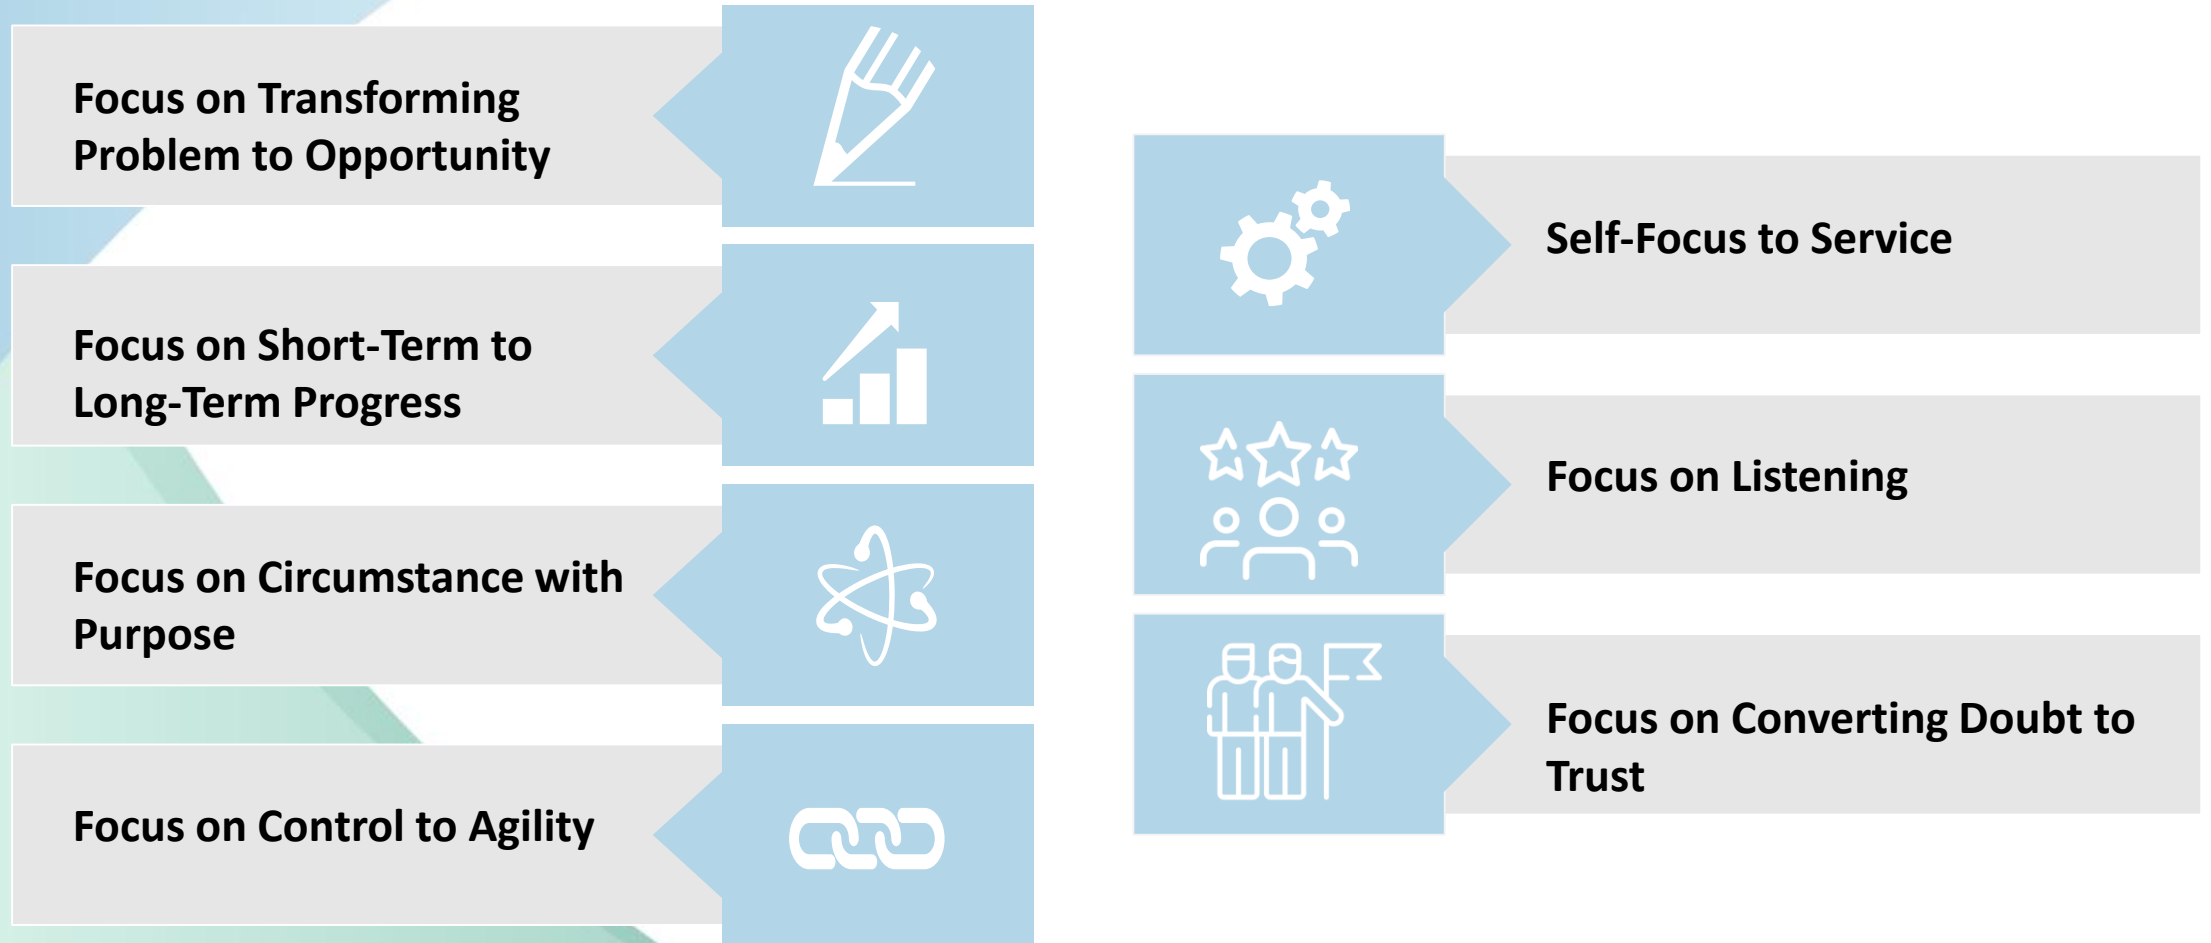 Focus on Transforming
Problem to Opportunity
Focus on Short-Term to
Long-Term Progress
Focus on Circumstance with
Purpose
Focus on Control to Agility
Self-Focus to Service
Focus on Listening
Focus on Converting Doubt to
Trust